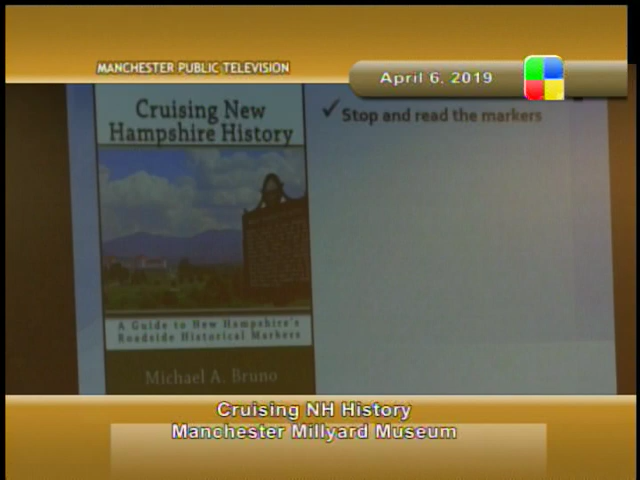 MANCHESTER PUBLIC TELEVISION
April 6, 2019
Cruising New
Hampshire History
✓ Stop and read the markers
A Guide to New Hampshire's
Roadside Historical Markers
Michael A. Bruno
Cruising NH History
Manchester Millyard Museum